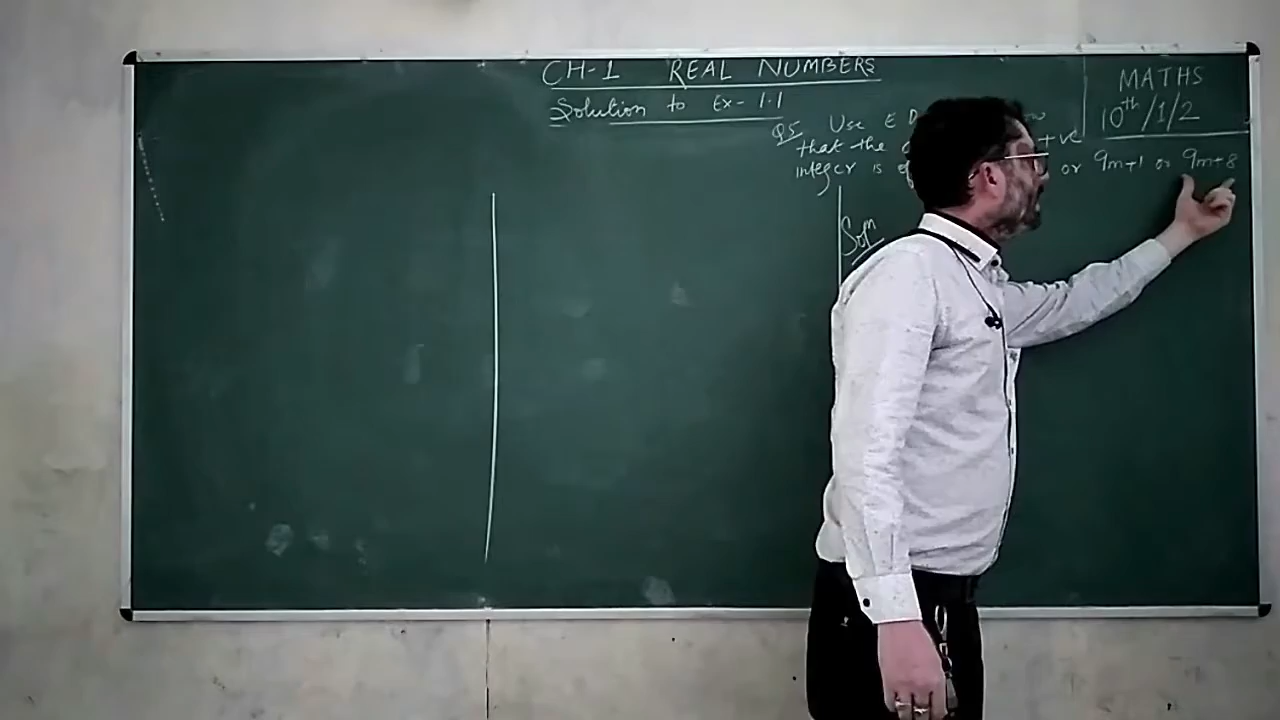 CH-1 REAL NUMBERS
Solution to Ex-1.1
MATHS
10th/1/2
Q5 Use E D
that the +ve
integer is or 9m+1 or 9m+8
Soln